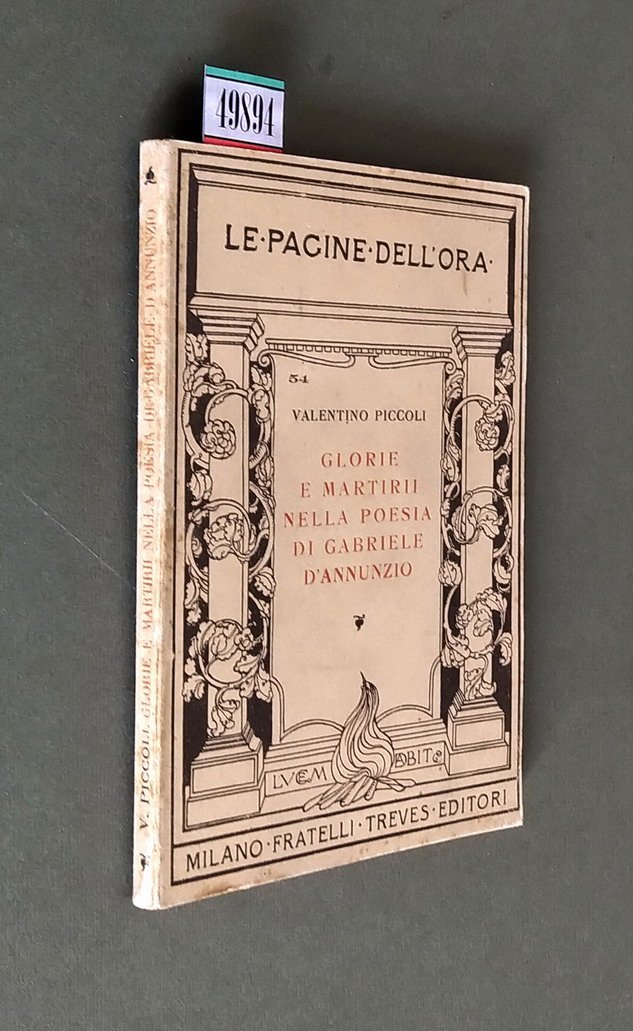 49894
LE·PAGINE·DELL'ORA·
54
VALENTINO PICCOLI
GLORIE
E MARTIRII
NELLA POESIA
DI GABRIELE
D'ANNUNZIO
LVCEM ABIT
MILANO·FRATELLI·TREVES·EDITORI
V. PICCOLI. GLORIE E MARTIRII NELLA POESIA DI GABRIELE D'ANNUNZIO